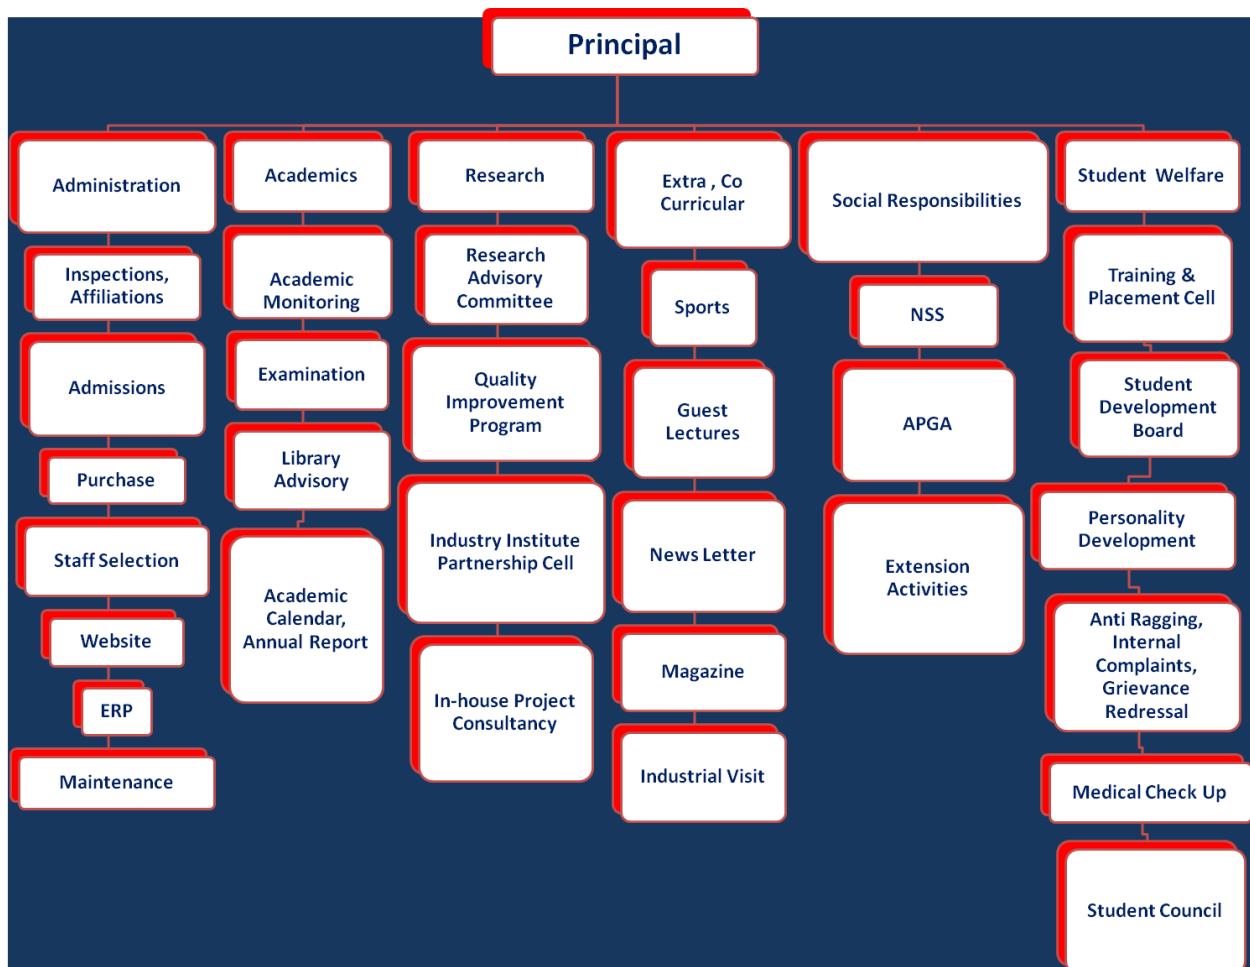 Principal
Administration
Inspections,
Affiliations
Admissions
Purchase
Staff Selection
Website
ERP
Maintenance
Academics
Academic
Monitoring
Examination
Library
Advisory
Academic
Calendar,
Annual Report
Research
Research
Advisory
Committee
Quality
Improvement
Program
Industry Institute
Partnership Cell
In-house Project
Consultancy
Extra , Co
Curricular
Sports
Guest
Lectures
News Letter
Magazine
Industrial Visit
Social Responsibilities
NSS
APGA
Extension
Activities
Student Welfare
Training &
Placement Cell
Student
Development
Board
Personality
Development
Anti Ragging,
Internal
Complaints,
Grievance
Redressal
Medical Check Up
Student Council